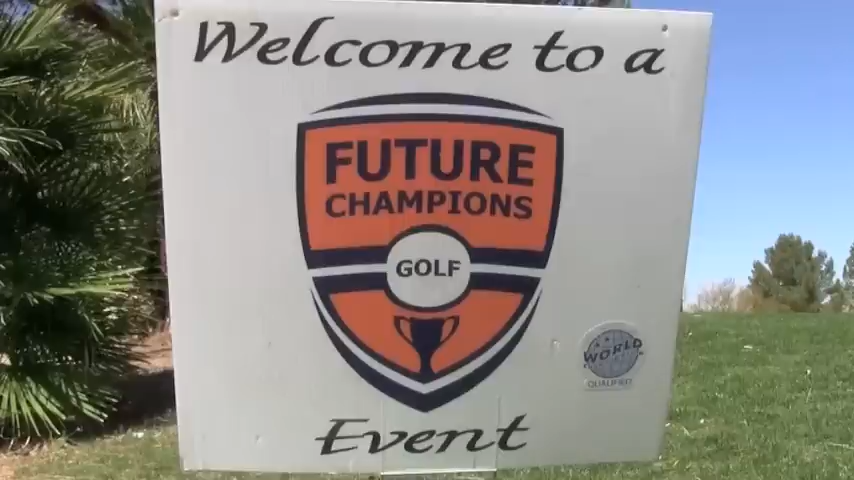 Welcome to a
FUTURE
CHAMPIONS
GOLF
WORLD
QUALIFIED
Event